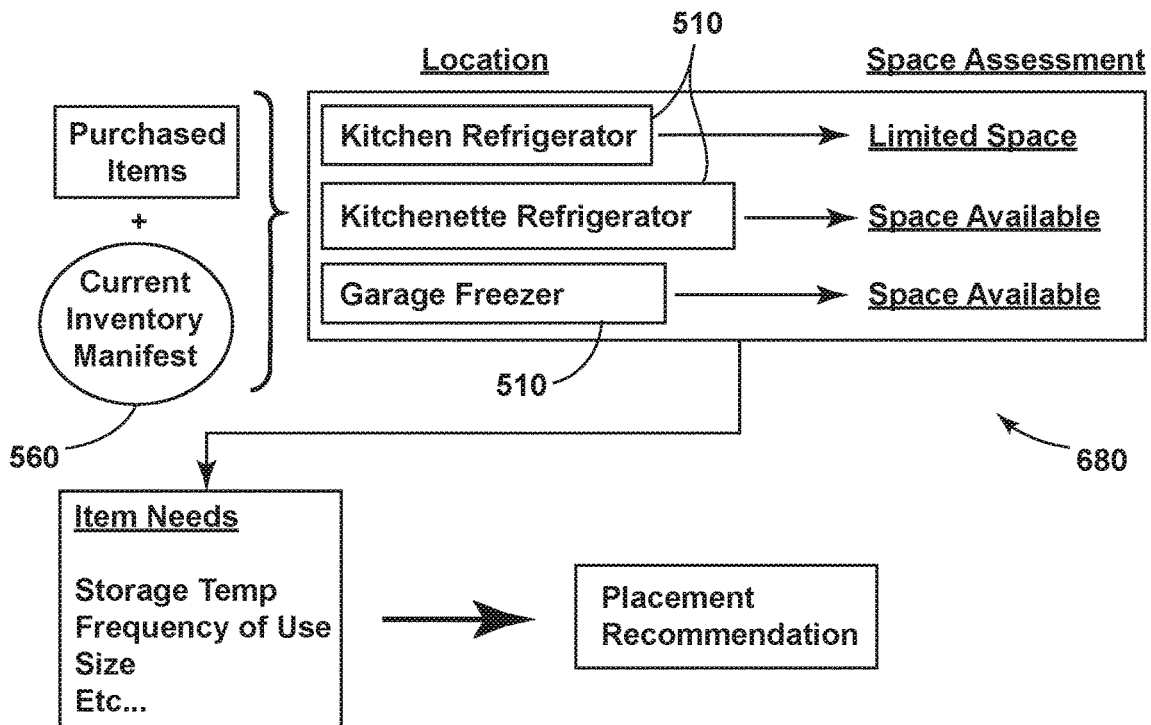 510
Location
Space Assessment
Purchased
Items
+
Current
Inventory
Manifest
560
Kitchen Refrigerator
Limited Space
Kitchenette Refrigerator
Space Available
Garage Freezer
Space Available
510
680
Item Needs
Storage Temp
Frequency of Use
Size
Etc...
Placement
Recommendation